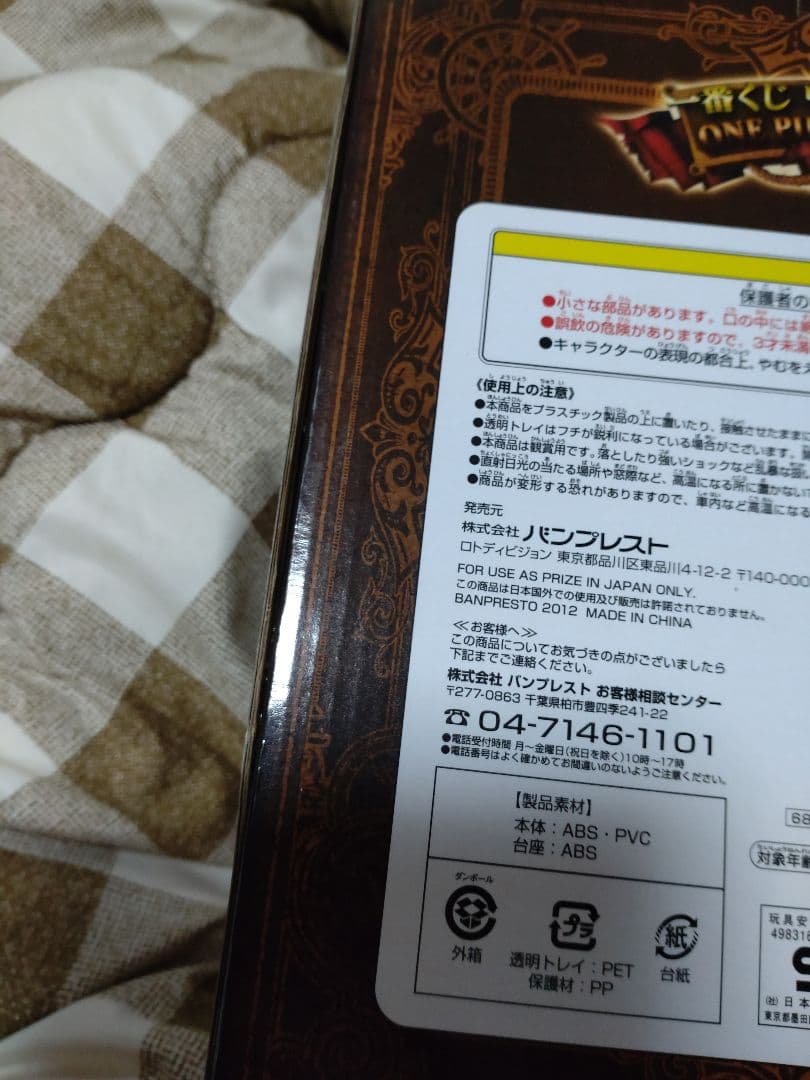 一番くじ
ONE PI
保護者の
●小さな部品があります。口の中には
●誤飲の危険がありますので、3才未満
●キャラクターの表現の都合上、やむをえ
《使用上の注意》
●本商品をプラスチック製品の上に置いたり、接触させたまま
●透明トレイはフチが鋭利になっている場合がございます。
●本商品は観賞用です。落としたり強いショックなど乱暴な扱い
●直射日光の当たる場所や窓際など、高温になる所に置かない
●商品が変形する恐れがありますので、車内など高温になる
発売元
株式会社 バンプレスト
ロトディビジョン 東京都品川区東品川4-12-2 〒140-000
FOR USE AS PRIZE IN JAPAN ONLY.
この商品は日本国外での使用及び販売は許諾されておりません。
BANPRESTO 2012 MADE IN CHINA
≪お客様へ≫
この商品についてお気づきの点がございましたら
下記までご連絡ください。
株式会社 バンプレスト お客様相談センター
〒277-0863 千葉県柏市豊四季241-22
☎ 04-7146-1101
●電話受付時間 月〜金曜日(祝日を除く)10時〜17時
●電話番号はよく確かめてお間違いのないようご注意ください。
【製品素材】
本体:ABS・PVC
台座:ABS
ダンボール
外箱
プラ
透明トレイ:PET
保護材:PP
紙
台紙
68
対象年齢
玩具安
498316
(社)日本
東京都墨田